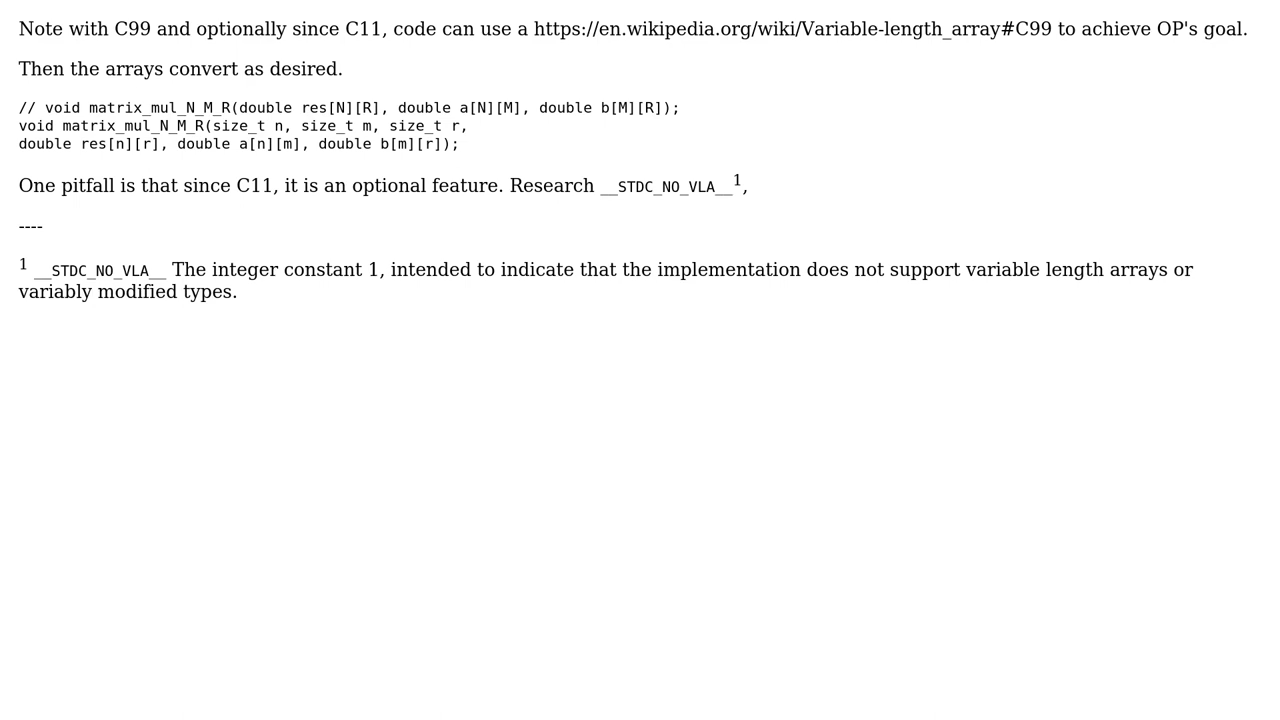 Note with C99 and optionally since C11, code can use a https://en.wikipedia.org/wiki/Variable-length_array#C99 to achieve OP's goal.
Then the arrays convert as desired.
// void matrix_mul_N_M_R(double res[N][R], double a[N][M], double b[M][R]);
void matrix_mul_N_M_R(size_t n, size_t m, size_t r,
double res[n][r], double a[n][m], double b[m][r]);
One pitfall is that since C11, it is an optional feature. Research __STDC_NO_VLA__1,
----
1 __STDC_NO_VLA__ The integer constant 1, intended to indicate that the implementation does not support variable length arrays or
variably modified types.